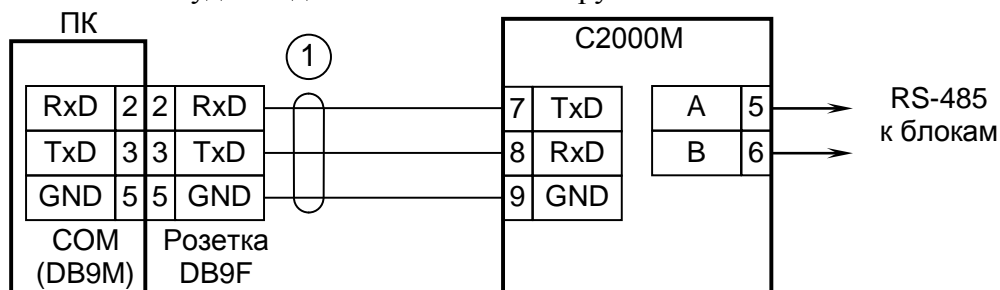 ПК
1
С2000М
RxD 2 2 RxD 7 TxD A 5 RS-485
TxD 3 3 TxD 8 RxD B 6 к блокам
GND 5 5 GND 9 GND
COM Розетка
(DB9M) DB9F